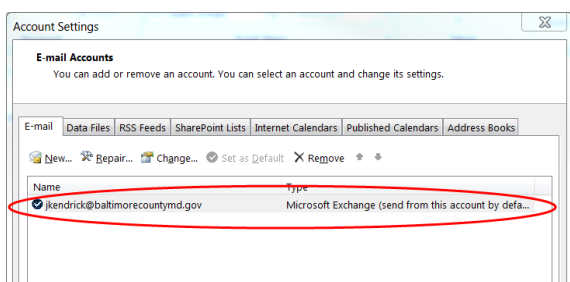 Account Settings
E-mail Accounts
You can add or remove an account. You can select an account and change its settings.
E-mail Data Files RSS Feeds SharePoint Lists Internet Calendars Published Calendars Address Books
New... Repair... Change... Set as Default Remove
Name Type
jkendrick@baltimorecountymd.gov Microsoft Exchange (send from this account by defa...